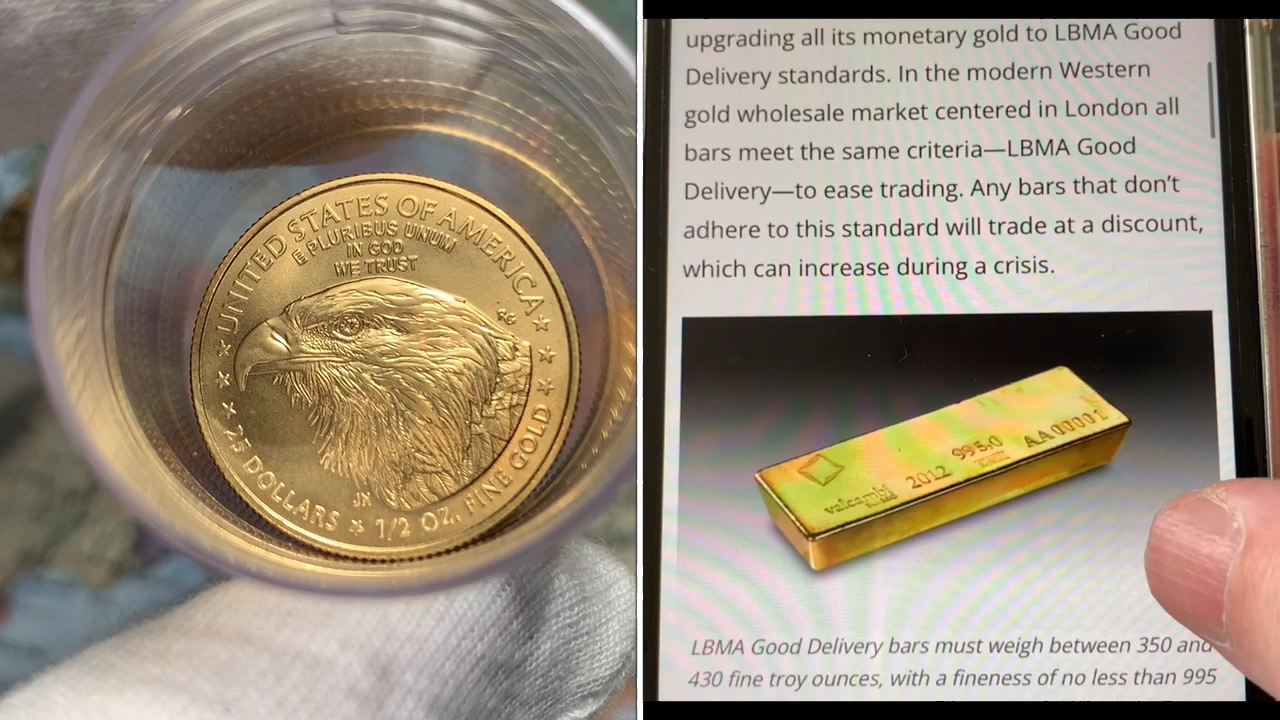 UNITED STATES OF AMERICA
E PLURIBUS UNUM
IN GOD
WE TRUST
RG
JN
25 DOLLARS ★ 1/2 OZ. FINE GOLD
upgrading all its monetary gold to LBMA Good
Delivery standards. In the modern Western
gold wholesale market centered in London all
bars meet the same criteria—LBMA Good
Delivery—to ease trading. Any bars that don't
adhere to this standard will trade at a discount,
which can increase during a crisis.
valcambi 2012 995,0 AA00001
LBMA Good Delivery bars must weigh between 350 and
430 fine troy ounces, with a fineness of no less than 995